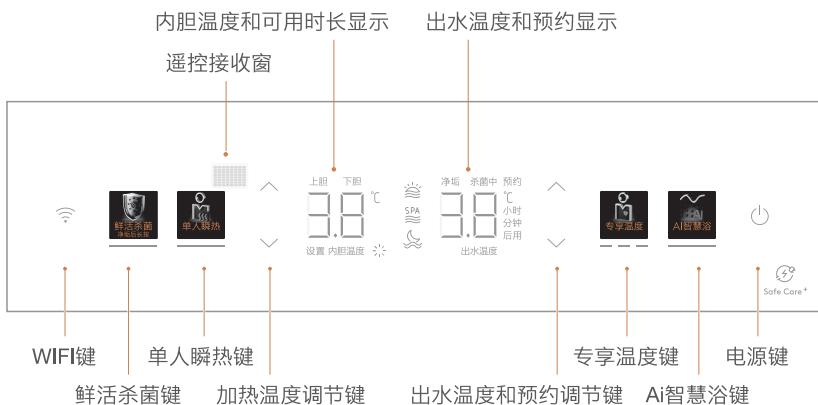 内胆温度和可用时长显示 出水温度和预约显示
遥控接收窗
上胆 下胆
净垢 杀菌中 预约
3.8 ℃
SPA
3.8 ℃
小时
分钟
后用
鲜活杀菌
净垢后长按
单人瞬热
设置 内胆温度
出水温度
专享温度
AI
AI智慧浴
Safe Care+
WIFI键 单人瞬热键 专享温度键 电源键
鲜活杀菌键 加热温度调节键 出水温度和预约调节键 Ai智慧浴键